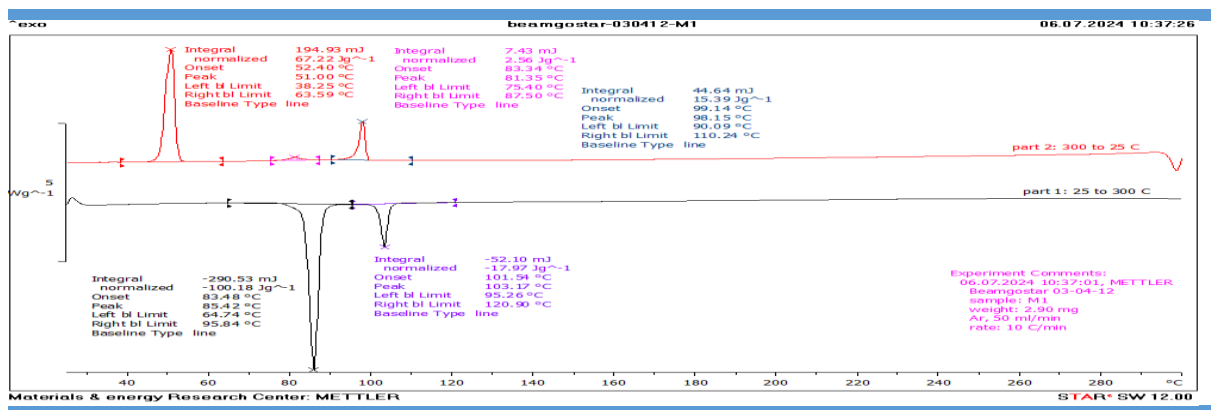 ^exo beamgostar-030412-M1 06.07.2024 10:37:26
Integral 194.93 mJ
normalized 67.22 Jg^-1
Onset 52.40 °C
Peak 51.00 °C
Left bl Limit 38.25 °C
Right bl Limit 63.59 °C
Baseline Type line
Integral 7.43 mJ
normalized 2.56 Jg^-1
Onset 83.34 °C
Peak 81.35 °C
Left bl Limit 75.40 °C
Right bl Limit 87.50 °C
Baseline Type line
Integral 44.64 mJ
normalized 15.39 Jg^-1
Onset 99.14 °C
Peak 98.15 °C
Left bl Limit 90.09 °C
Right bl Limit 110.24 °C
Baseline Type line
part 2: 300 to 25 C
5
Wg^-1
part 1: 25 to 300 C
Integral -290.53 mJ
normalized -100.18 Jg^-1
Onset 83.48 °C
Peak 85.42 °C
Left bl Limit 64.74 °C
Right bl Limit 95.84 °C
Baseline Type line
Integral -52.10 mJ
normalized -17.97 Jg^-1
Onset 101.54 °C
Peak 103.17 °C
Left bl Limit 95.26 °C
Right bl Limit 120.90 °C
Baseline Type line
Experiment Comments:
06.07.2024 10:37:01, METTLER
Beamgostar 03-04-12
sample: M1
weight: 2.90 mg
Ar, 50 ml/min
rate: 10 C/min
40 60 80 100 120 140 160 180 200 220 240 260 280 °C
Materials & energy Research Center: METTLER STAR® SW 12.00